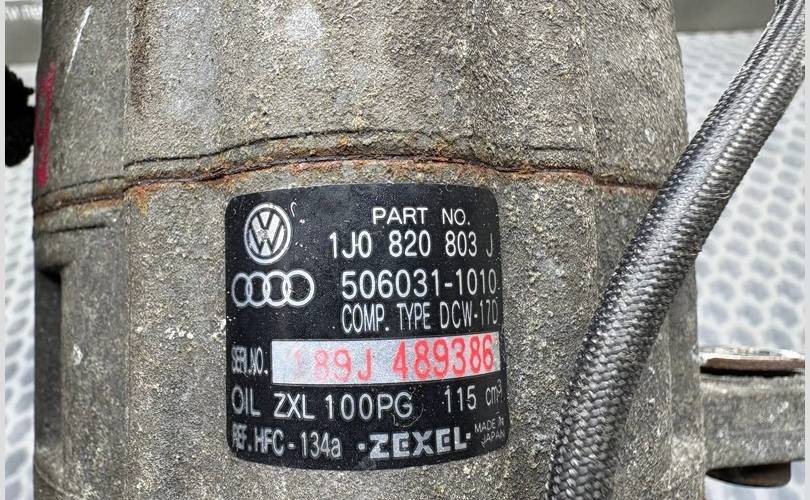 PART NO.
1J0 820 803 J
506031-1010
COMP. TYPE DCW-17D
SERI.NO. 189J 489386
OIL ZXL 100PG 115 cm³
REF. HFC-134a ·ZEXEL· MADE IN JAPAN